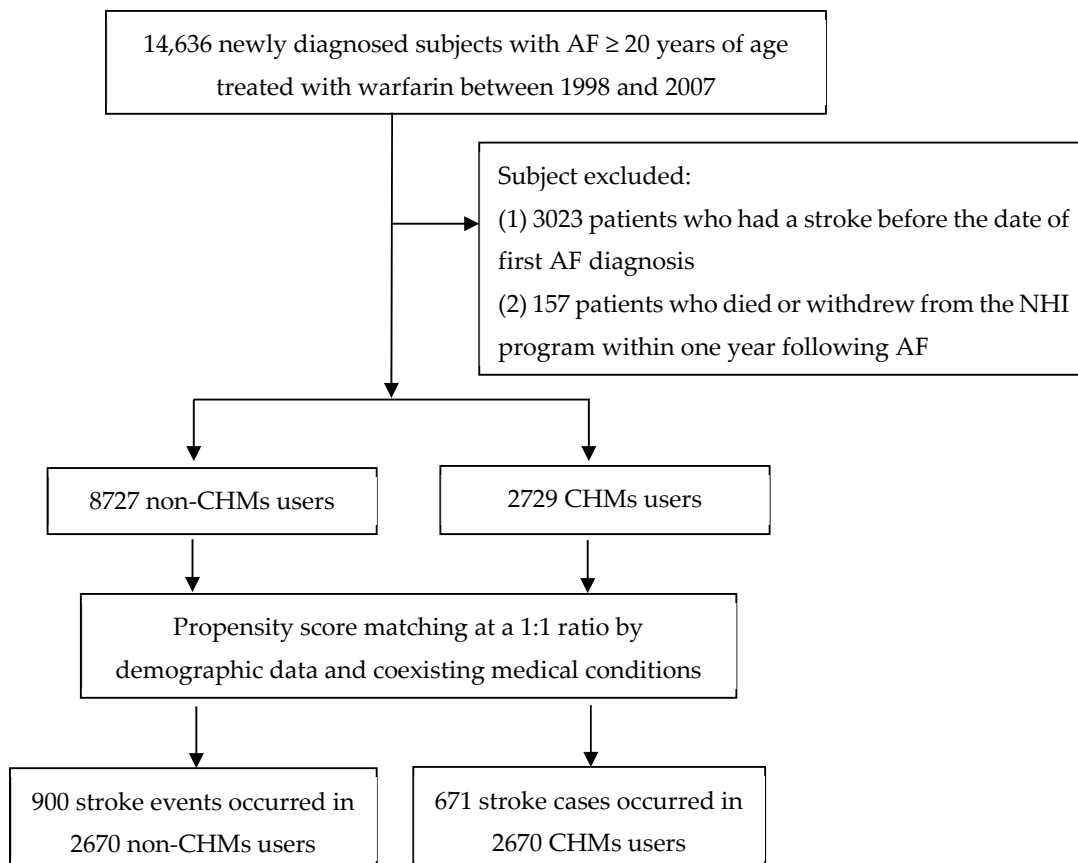 14,636 newly diagnosed subjects with AF ≥ 20 years of age
treated with warfarin between 1998 and 2007
Subject excluded:
(1) 3023 patients who had a stroke before the date of
first AF diagnosis
(2) 157 patients who died or withdrew from the NHI
program within one year following AF
8727 non-CHMs users
2729 CHMs users
Propensity score matching at a 1:1 ratio by
demographic data and coexisting medical conditions
900 stroke events occurred in
2670 non-CHMs users
671 stroke cases occurred in
2670 CHMs users